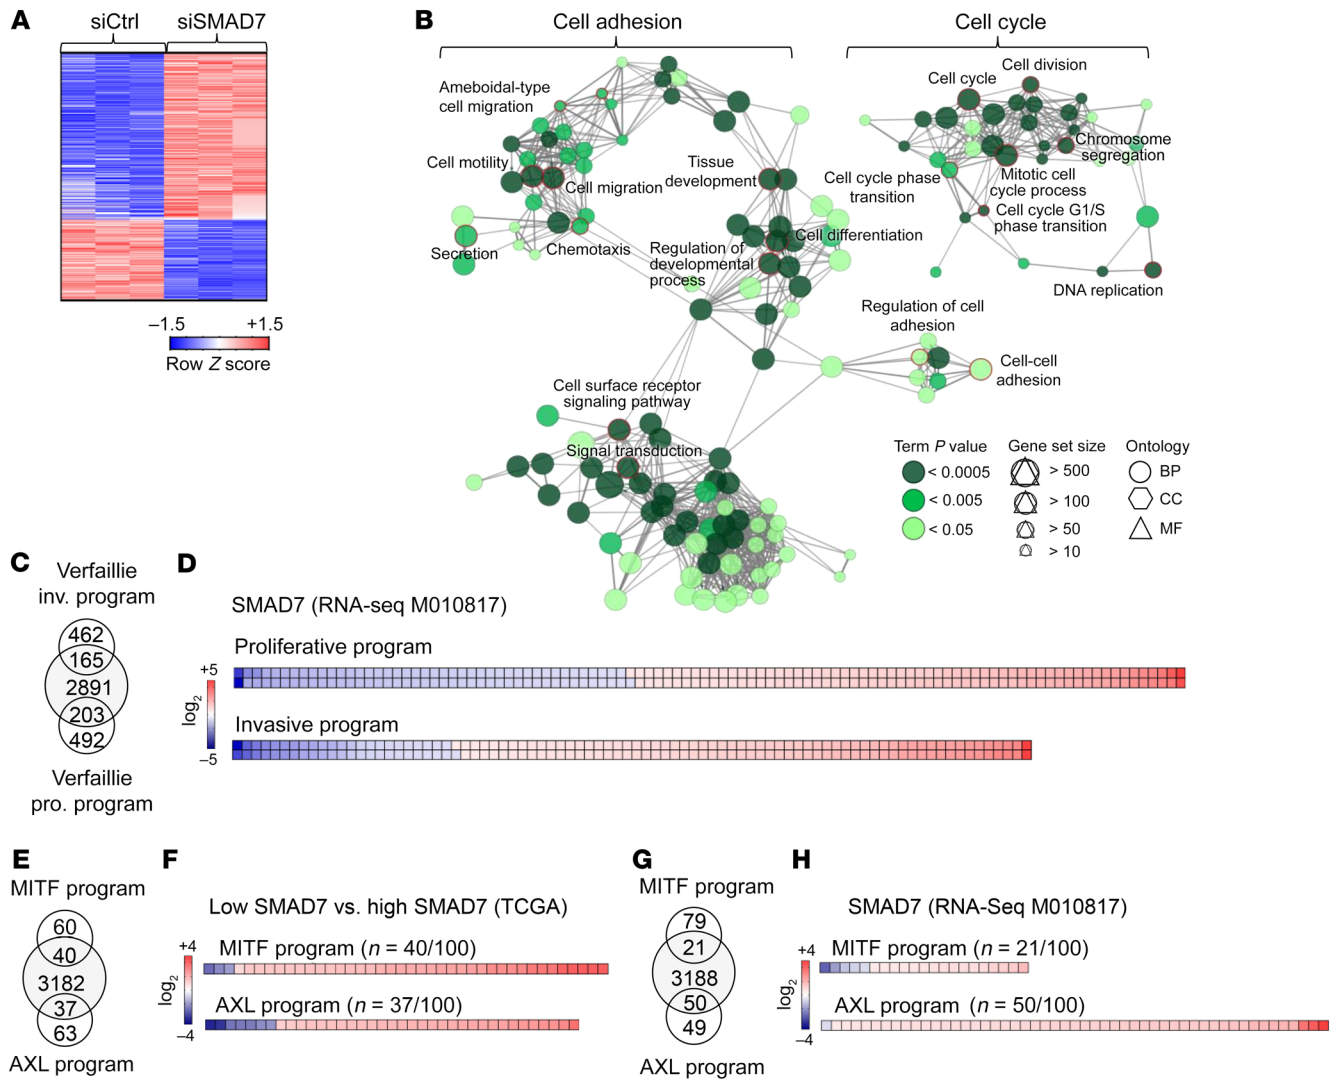 A
siCtrl
siSMAD7
–1.5
+1.5
Row Z score
B
Cell adhesion
Cell cycle
Ameboidal-type
cell migration
Cell motility
Cell migration
Secretion
Chemotaxis
Tissue
development
Cell differentiation
Regulation of
developmental
process
Cell division
Cell cycle
Chromosome
segregation
Cell cycle phase
transition
Mitotic cell
cycle process
Cell cycle G1/S
phase transition
DNA replication
Regulation of cell
adhesion
Cell-cell
adhesion
Cell surface receptor
signaling pathway
Signal transduction
Term P value
< 0.0005
< 0.005
< 0.05
Gene set size
> 500
> 100
> 50
> 10
Ontology
BP
CC
MF
C
Verfaillie
inv. program
462
165
2891
203
492
Verfaillie
pro. program
D
SMAD7 (RNA-seq M010817)
Proliferative program
+5
log2
–5
Invasive program
E
MITF program
60
40
3182
37
63
AXL program
F
Low SMAD7 vs. high SMAD7 (TCGA)
MITF program (n = 40/100)
+4
log2
–4
AXL program (n = 37/100)
G
MITF program
79
21
3188
50
49
AXL program
H
SMAD7 (RNA-Seq M010817)
MITF program (n = 21/100)
+4
log2
–4
AXL program (n = 50/100)